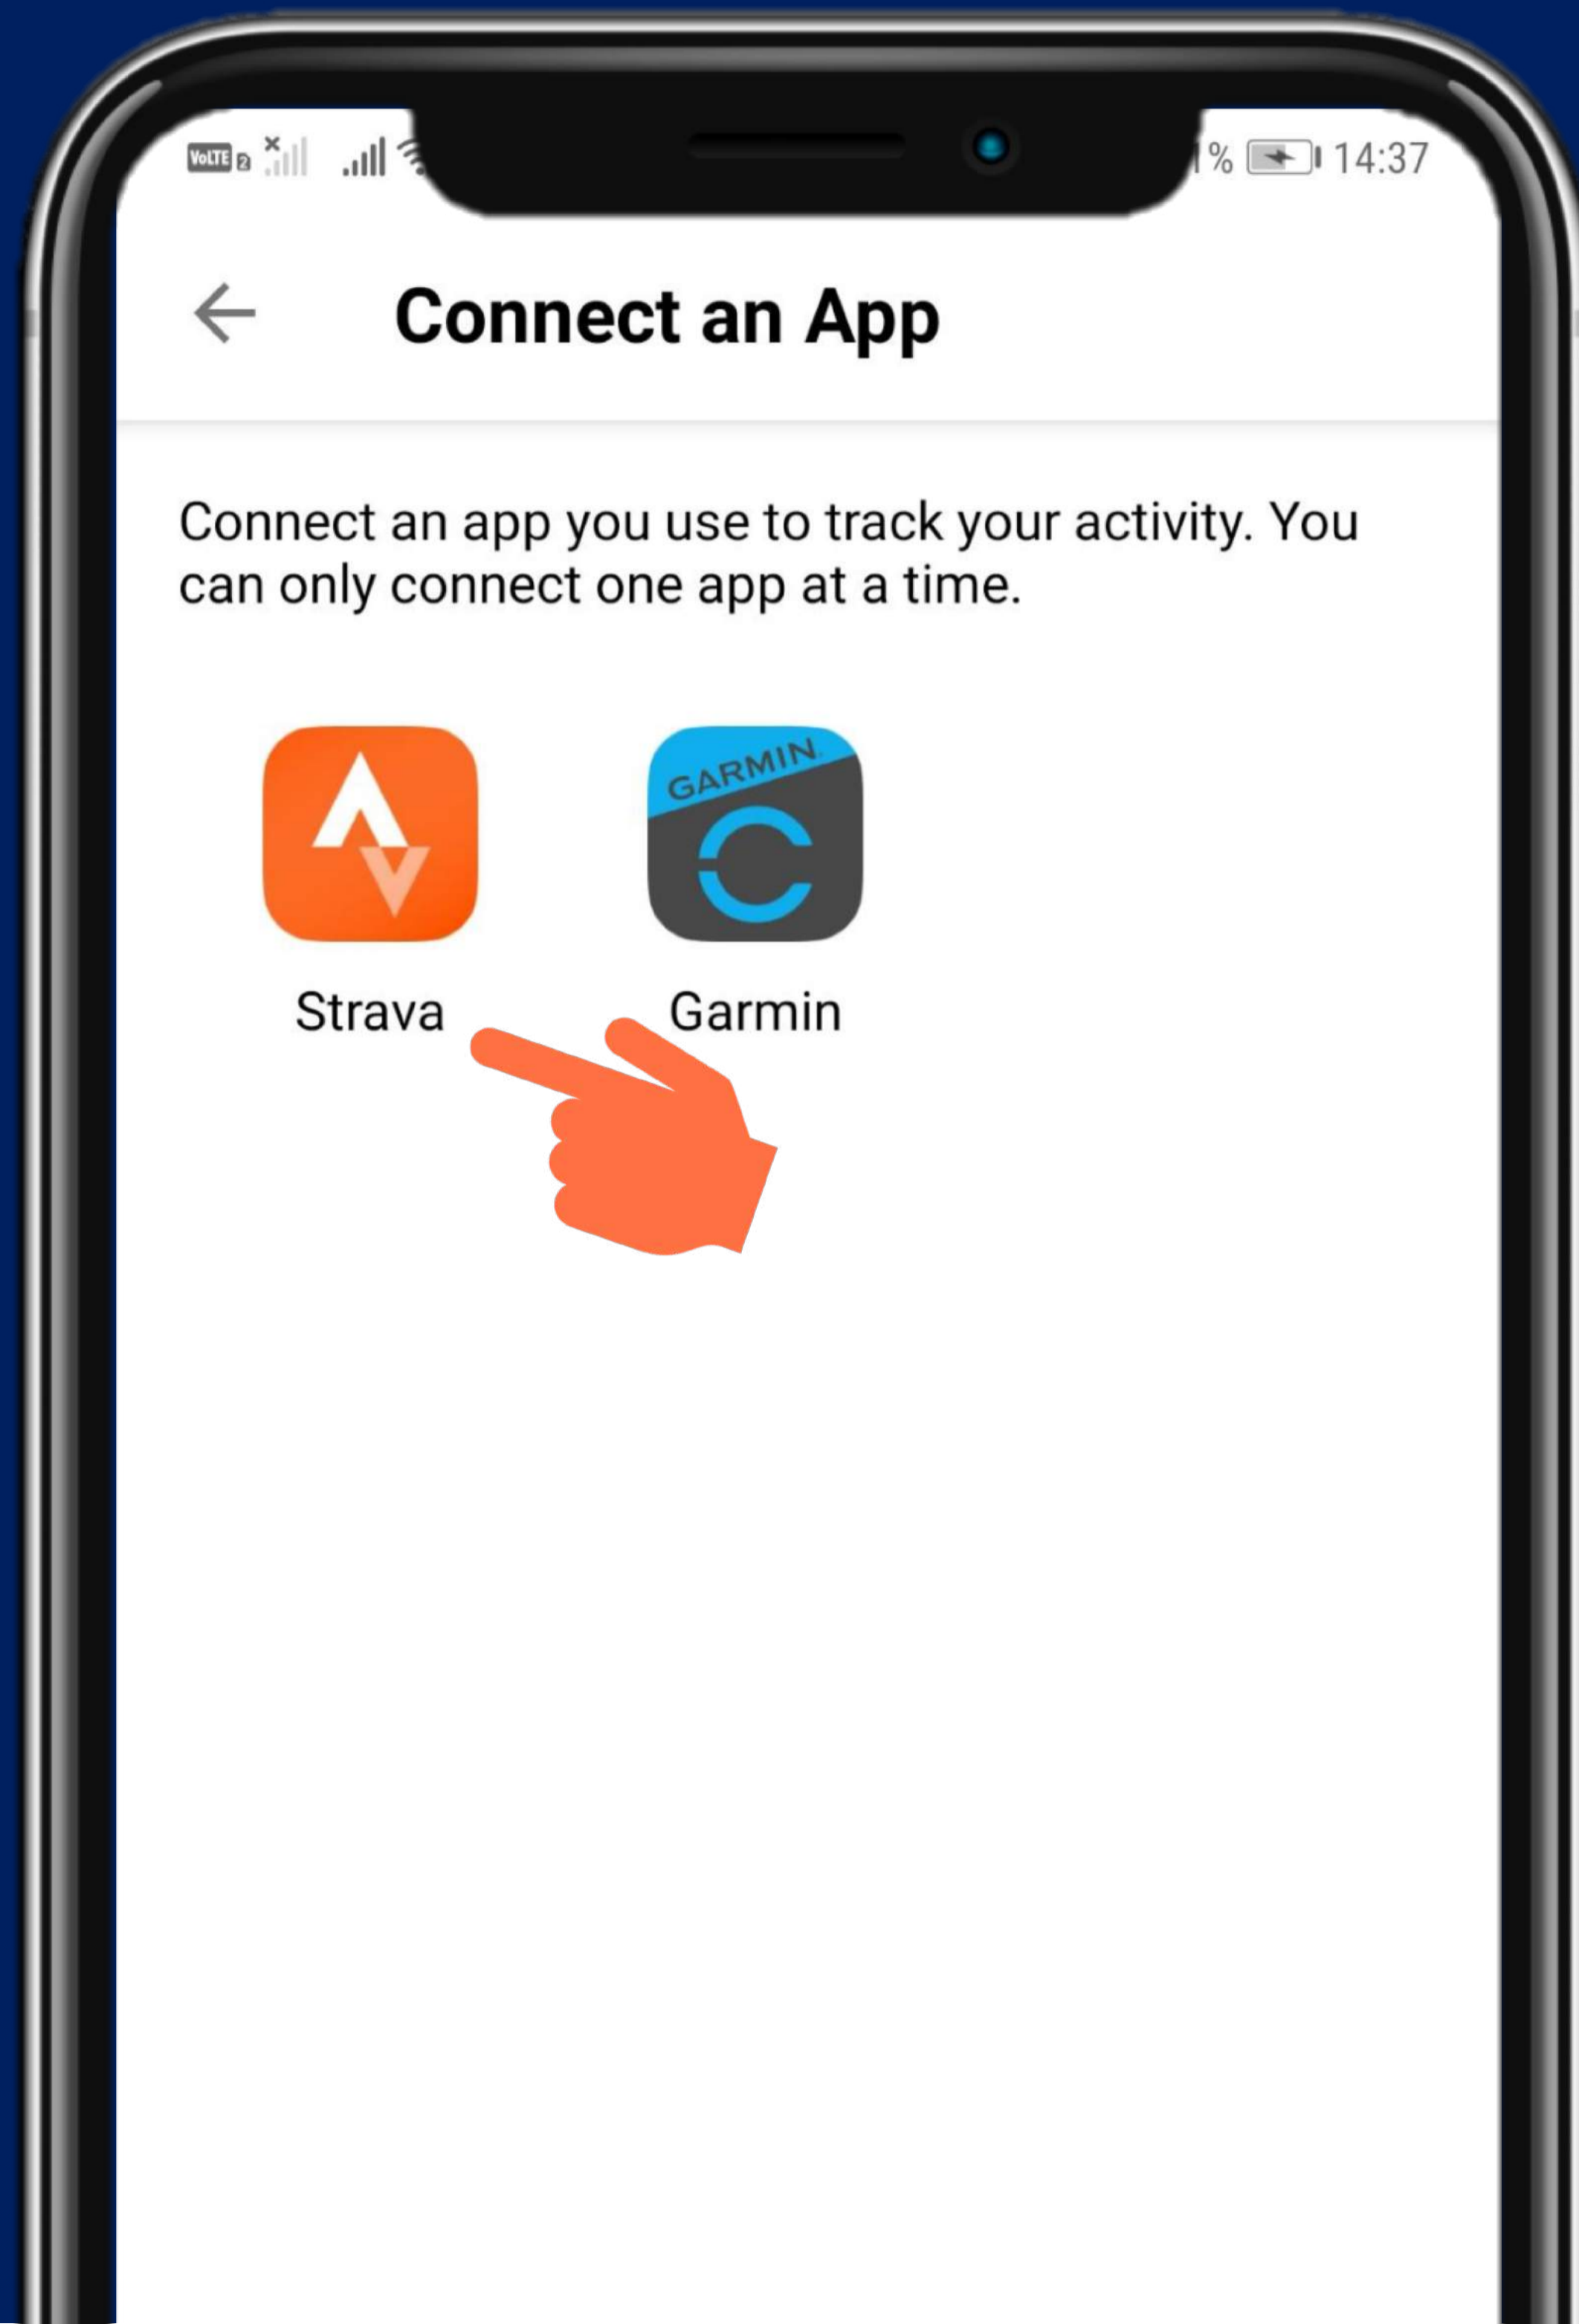 VoLTE 2
% 14:37
Connect an App
Connect an app you use to track your activity. You
can only connect one app at a time.
GARMIN
Strava
Garmin